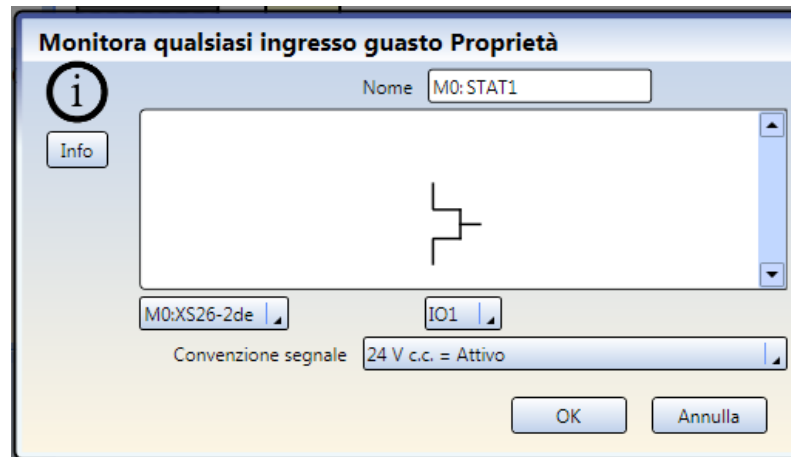 Monitora qualsiasi ingresso guasto Proprietà
i
Nome M0:STAT1
Info
M0:XS26-2de IO1
Convenzione segnale 24 V c.c. = Attivo
OK Annulla